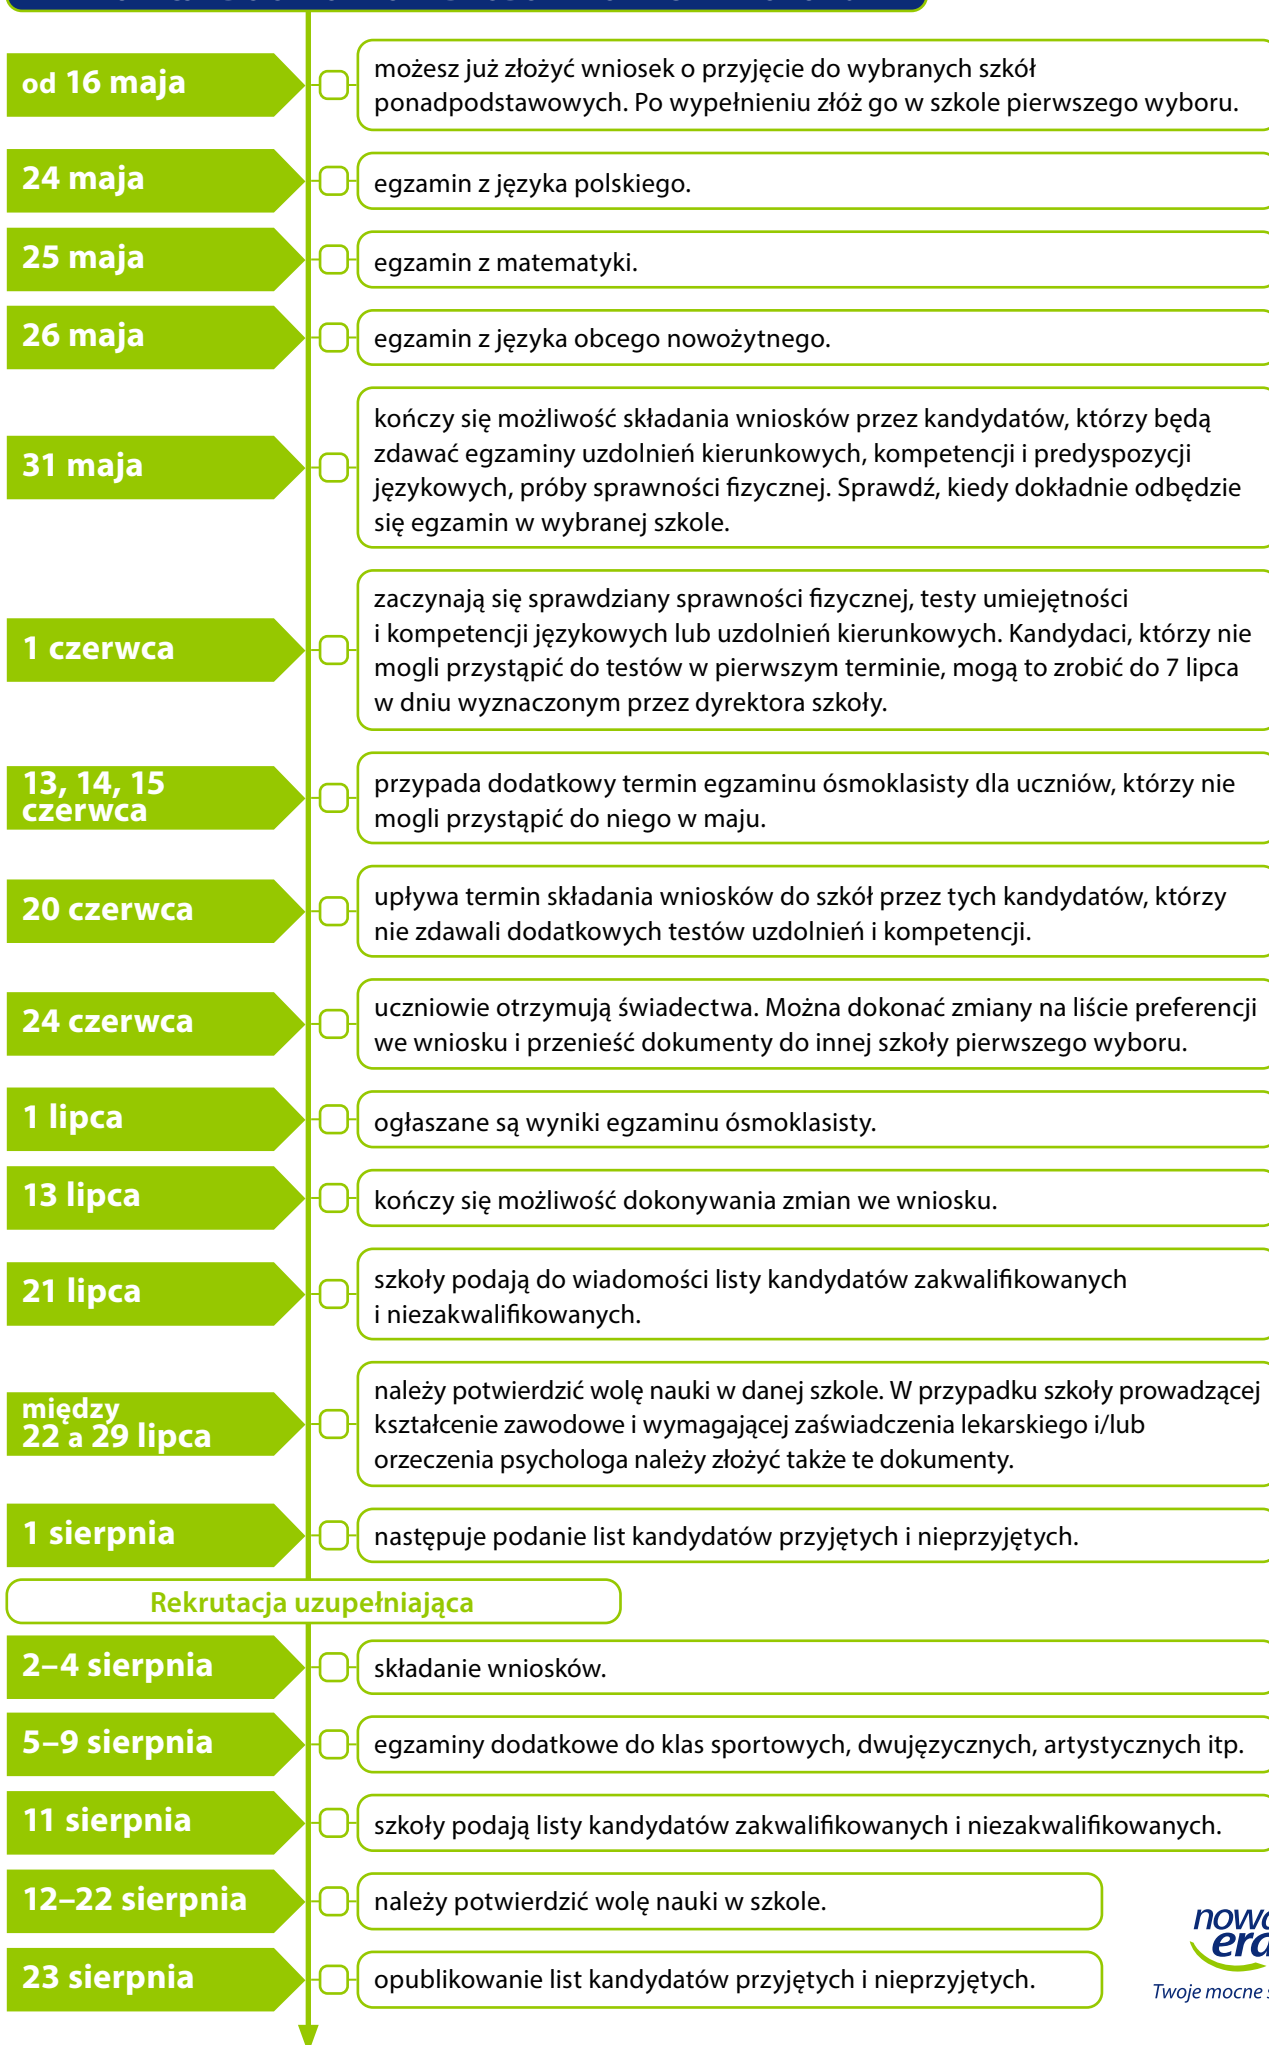 od 16 maja
możesz już złożyć wniosek o przyjęcie do wybranych szkół
ponadpodstawowych. Po wypełnieniu złóż go w szkole pierwszego wyboru.
24 maja
egzamin z języka polskiego.
25 maja
egzamin z matematyki.
26 maja
egzamin z języka obcego nowożytnego.
31 maja
kończy się możliwość składania wniosków przez kandydatów, którzy będą
zdawać egzaminy uzdolnień kierunkowych, kompetencji i predyspozycji
językowych, próby sprawności fizycznej. Sprawdź, kiedy dokładnie odbędzie
się egzamin w wybranej szkole.
1 czerwca
zaczynają się sprawdziany sprawności fizycznej, testy umiejętności
i kompetencji językowych lub uzdolnień kierunkowych. Kandydaci, którzy nie
mogli przystąpić do testów w pierwszym terminie, mogą to zrobić do 7 lipca
w dniu wyznaczonym przez dyrektora szkoły.
13, 14, 15
czerwca
przypada dodatkowy termin egzaminu ósmoklasisty dla uczniów, którzy nie
mogli przystąpić do niego w maju.
20 czerwca
upływa termin składania wniosków do szkół przez tych kandydatów, którzy
nie zdawali dodatkowych testów uzdolnień i kompetencji.
24 czerwca
uczniowie otrzymują świadectwa. Można dokonać zmiany na liście preferencji
we wniosku i przenieść dokumenty do innej szkoły pierwszego wyboru.
1 lipca
ogłaszane są wyniki egzaminu ósmoklasisty.
13 lipca
kończy się możliwość dokonywania zmian we wniosku.
21 lipca
szkoły podają do wiadomości listy kandydatów zakwalifikowanych
i niezakwalifikowanych.
między
22 a 29 lipca
należy potwierdzić wolę nauki w danej szkole. W przypadku szkoły prowadzącej
kształcenie zawodowe i wymagającej zaświadczenia lekarskiego i/lub
orzeczenia psychologa należy złożyć także te dokumenty.
1 sierpnia
następuje podanie list kandydatów przyjętych i nieprzyjętych.
Rekrutacja uzupełniająca
2–4 sierpnia
składanie wniosków.
5–9 sierpnia
egzaminy dodatkowe do klas sportowych, dwujęzycznych, artystycznych itp.
11 sierpnia
szkoły podają listy kandydatów zakwalifikowanych i niezakwalifikowanych.
12–22 sierpnia
należy potwierdzić wolę nauki w szkole.
23 sierpnia
opublikowanie list kandydatów przyjętych i nieprzyjętych.
nowa
era
Twoje mocne